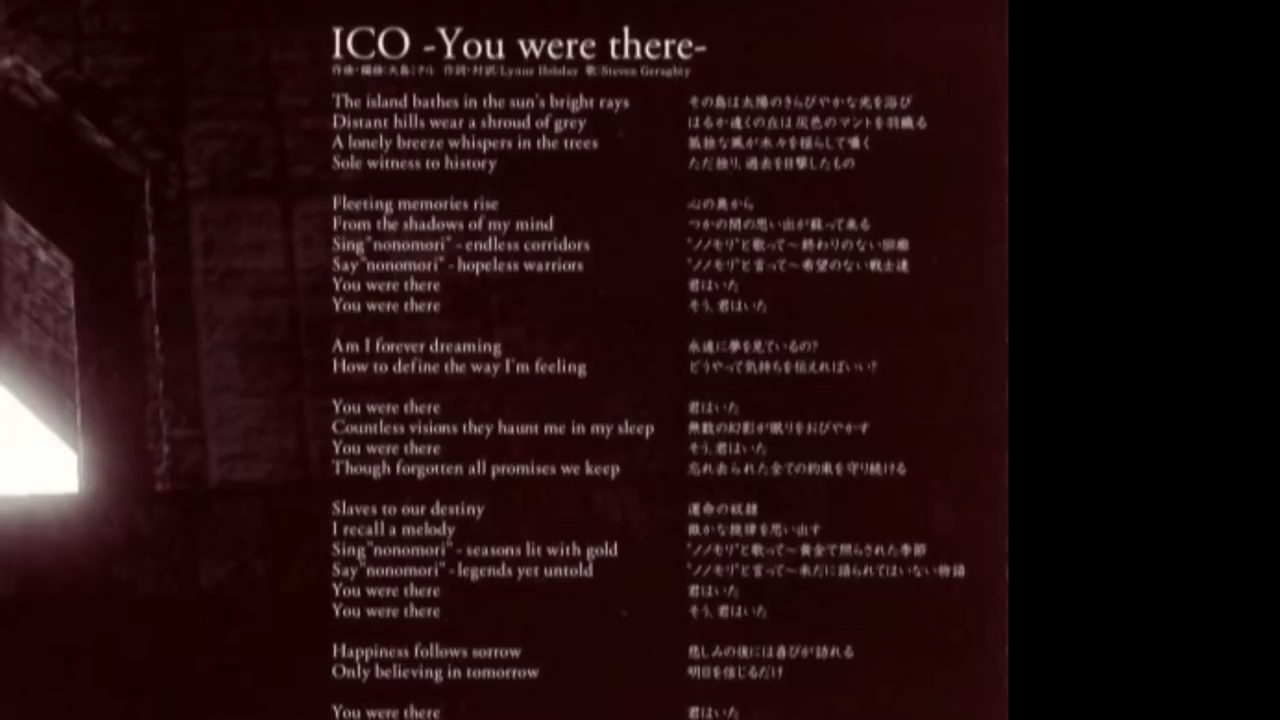 ICO -You were there-
作曲・編曲:大島ミチル 作詞・対訳:Lynne Hobday 歌:Steven Geraghty
The island bathes in the sun's bright rays
Distant hills wear a shroud of grey
A lonely breeze whispers in the trees
Sole witness to history
Fleeting memories rise
From the shadows of my mind
Sing"nonomori" - endless corridors
Say"nonomori" - hopeless warriors
You were there
You were there
Am I forever dreaming
How to define the way I'm feeling
You were there
Countless visions they haunt me in my sleep
You were there
Though forgotten all promises we keep
Slaves to our destiny
I recall a melody
Sing"nonomori" - seasons lit with gold
Say"nonomori" - legends yet untold
You were there
You were there
Happiness follows sorrow
Only believing in tomorrow
You were there
その島は太陽のきらびやかな光を浴び
はるか遠くの丘は灰色のマントを羽織る
孤独な風が木々を揺らして囁く
ただ独り、過去を目撃したもの
心の奥から
つかの間の思い出が蘇って来る
"ノノモリ"と歌って〜終わりのない回廊
"ノノモリ"と言って〜希望のない戦士達
君はいた
そう、君はいた
永遠に夢を見ているの?
どうやって気持ちを伝えればいい?
君はいた
無数の幻影が眠りをおびやかす
そう、君はいた
忘れ去られた全ての約束を守り続ける
運命の奴隷
微かな旋律を思い出す
"ノノモリ"と歌って〜黄金で照らされた季節
"ノノモリ"と言って〜未だに語られてはいない物語
君はいた
そう、君はいた
悲しみの後には喜びが訪れる
明日を信じるだけ
君はいた